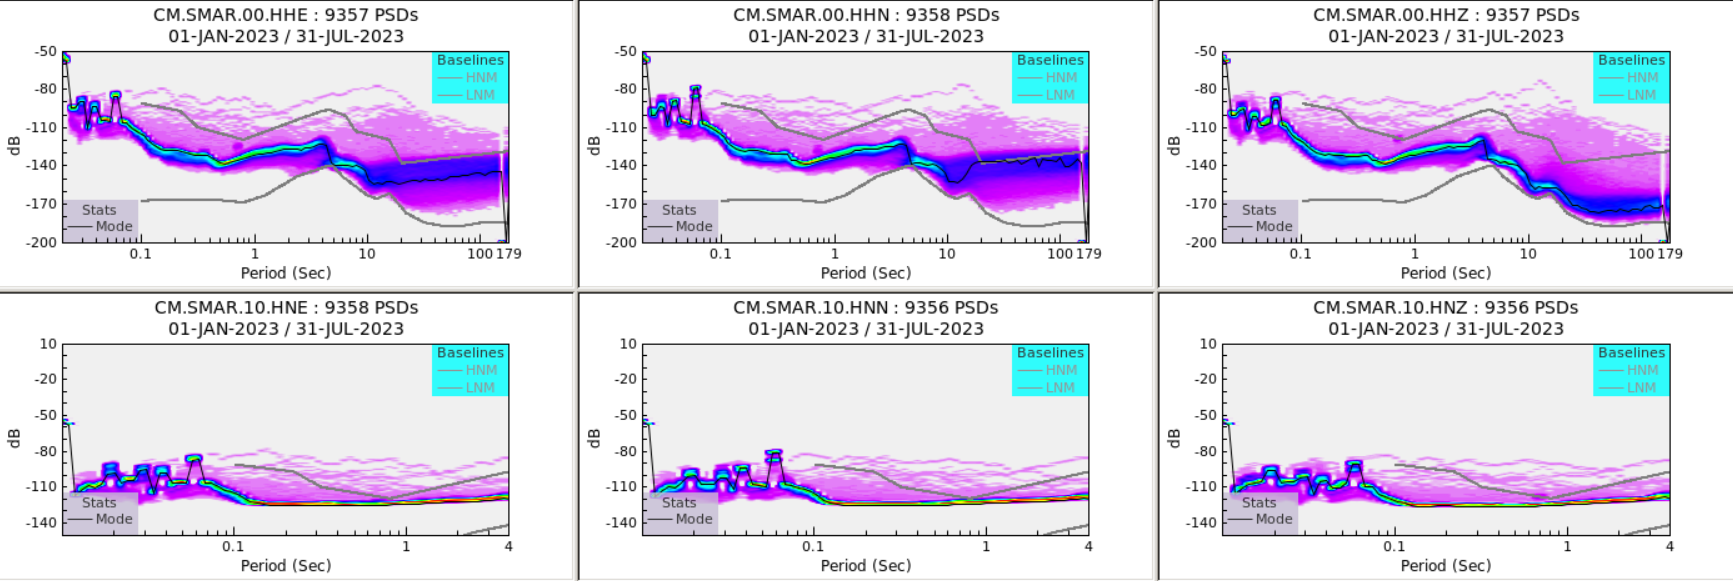 CM.SMAR.00.HHE : 9357 PSDs
01-JAN-2023 / 31-JUL-2023
-50
-80
-110
-140
-170
-200
dB
Baselines
HNM
LNM
Stats
Mode
0.1 1 10 100 179
Period (Sec)
CM.SMAR.00.HHN : 9358 PSDs
01-JAN-2023 / 31-JUL-2023
-50
-80
-110
-140
-170
-200
dB
Baselines
HNM
LNM
Stats
Mode
0.1 1 10 100 179
Period (Sec)
CM.SMAR.00.HHZ : 9357 PSDs
01-JAN-2023 / 31-JUL-2023
-50
-80
-110
-140
-170
-200
dB
Baselines
HNM
LNM
Stats
Mode
0.1 1 10 100 179
Period (Sec)
CM.SMAR.10.HNE : 9358 PSDs
01-JAN-2023 / 31-JUL-2023
10
-20
-50
-80
-110
-140
dB
Baselines
HNM
LNM
Stats
Mode
0.1 1 4
Period (Sec)
CM.SMAR.10.HNN : 9356 PSDs
01-JAN-2023 / 31-JUL-2023
10
-20
-50
-80
-110
-140
dB
Baselines
HNM
LNM
Stats
Mode
0.1 1 4
Period (Sec)
CM.SMAR.10.HNZ : 9356 PSDs
01-JAN-2023 / 31-JUL-2023
10
-20
-50
-80
-110
-140
dB
Baselines
HNM
LNM
Stats
Mode
0.1 1 4
Period (Sec)